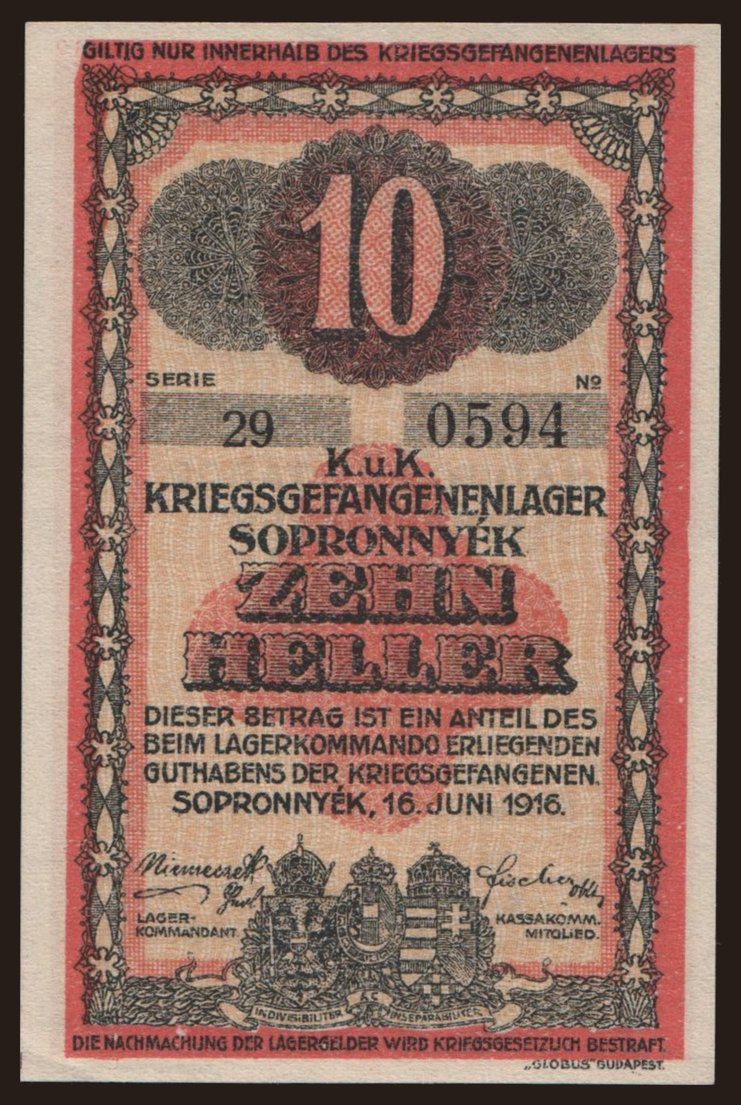 GILTIG NUR INNERHALB DES KRIEGSGEFANGENENLAGERS
10
SERIE No
29 0594
K.u.K.
KRIEGSGEFANGENENLAGER
SOPRONNYÉK
ZEHN
HELLER
DIESER BETRAG IST EIN ANTEIL DES
BEIM LAGERKOMMANDO ERLIEGENDEN
GUTHABENS DER KRIEGSGEFANGENEN.
SOPRONNYÉK, 16. JUNI 1916.
Fischer
LAGER-
KOMMANDANT
KASSAKOMM.
MITGLIED.
INDIVISIBILITER AC INSEPARABILITER
DIE NACHMACHUNG DER LAGERGELDER WIRD KRIEGSGESETZLICH BESTRAFT.
„GLOBUS" BUDAPEST.